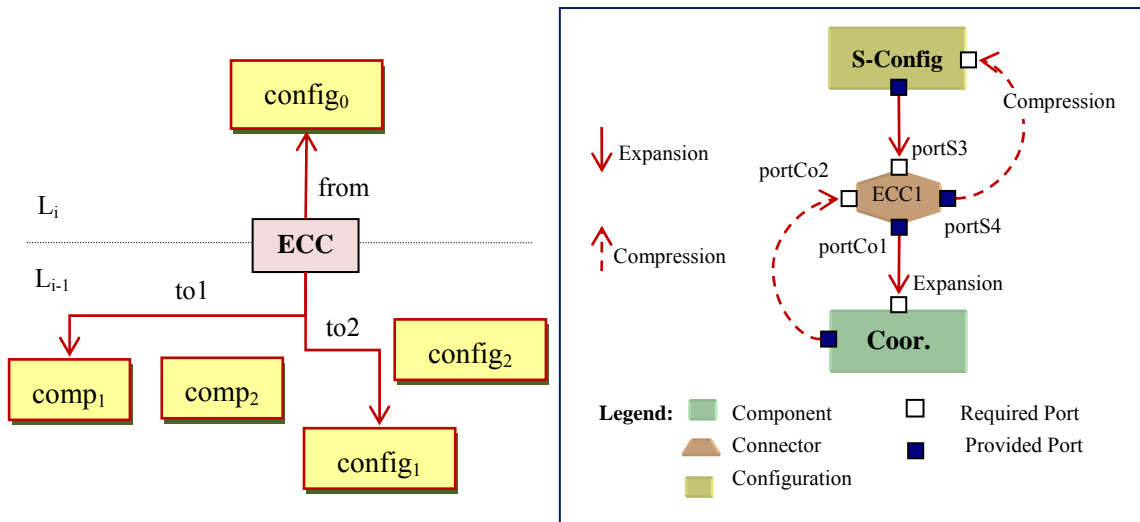 config₀
from
Lᵢ
ECC
Lᵢ₋₁
to1
to2
config₂
comp₁
comp₂
config₁
S-Config
Compression
Expansion
portS3
portCo2
ECC1
portS4
portCo1
Compression
Expansion
Coor.
Legend:
Component
Required Port
Connector
Provided Port
Configuration